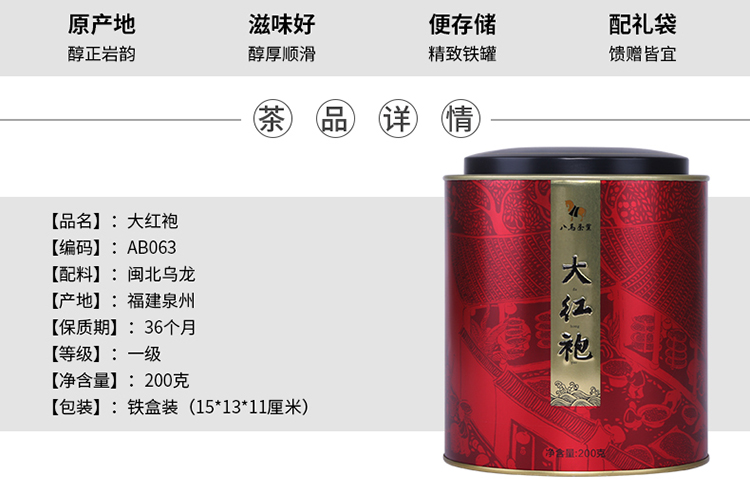 原产地 滋味好 便存储 配礼袋
醇正岩韵 醇厚顺滑 精致铁罐 馈赠皆宜
茶品详情
【品名】：大红袍
【编码】：AB063
【配料】：闽北乌龙
【产地】：福建泉州
【保质期】：36个月
【等级】：一级
【净含量】：200克
【包装】：铁盒装（15*13*11厘米）
八马茶业
大红袍
净含量:200克